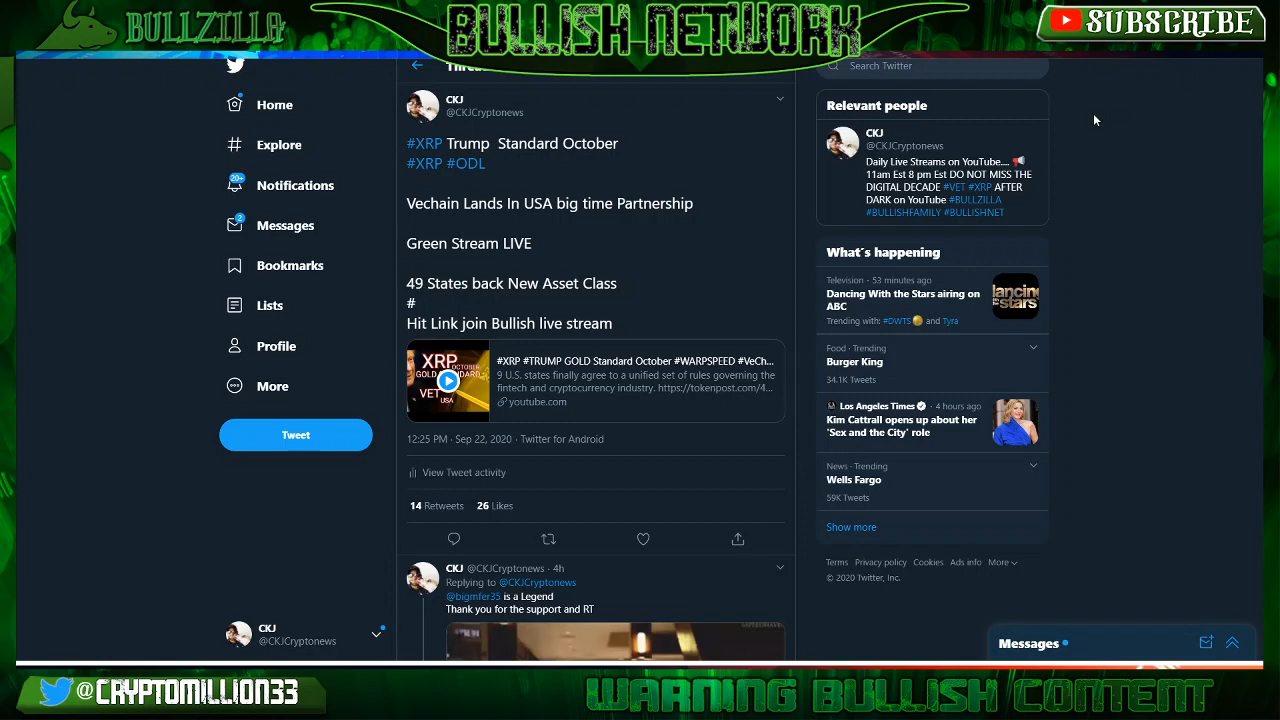 BULLZILLA
BULLISH NETWORK
SUBSCRIBE
Search Twitter
Home
Explore
20+
Notifications
2
Messages
Bookmarks
Lists
Profile
More
Tweet
CKJ
@CKJCryptonews
CKJ
@CKJCryptonews
#XRP Trump Standard October
#XRP #ODL
Vechain Lands In USA big time Partnership
Green Stream LIVE
49 States back New Asset Class
#
Hit Link join Bullish live stream
XRP OCTOBER
GOLD STANDARD
VET USA
#XRP #TRUMP GOLD Standard October #WARPSPEED #VeCh...
9 U.S. states finally agree to a unified set of rules governing the
fintech and cryptocurrency industry. https://tokenpost.com/4...
youtube.com
12:25 PM · Sep 22, 2020 · Twitter for Android
View Tweet activity
14 Retweets 26 Likes
CKJ @CKJCryptonews · 4h
Replying to @CKJCryptonews
@bigmfer35 is a Legend
Thank you for the support and RT
Relevant people
CKJ
@CKJCryptonews
Daily Live Streams on YouTube....
11am Est 8 pm Est DO NOT MISS THE
DIGITAL DECADE #VET #XRP AFTER
DARK on YouTube #BULLZILLA
#BULLISHFAMILY #BULLISHNET
What's happening
Television · 53 minutes ago
Dancing With the Stars airing on
ABC
Trending with: #DWTS and Tyra
Food · Trending
Burger King
34.1K Tweets
Los Angeles Times · 4 hours ago
Kim Cattrall opens up about her
'Sex and the City' role
News · Trending
Wells Fargo
59K Tweets
Show more
Terms Privacy policy Cookies Ads info More
© 2020 Twitter, Inc.
Messages
@CRYPTOMILLION33
WARNING BULLISH CONTENT